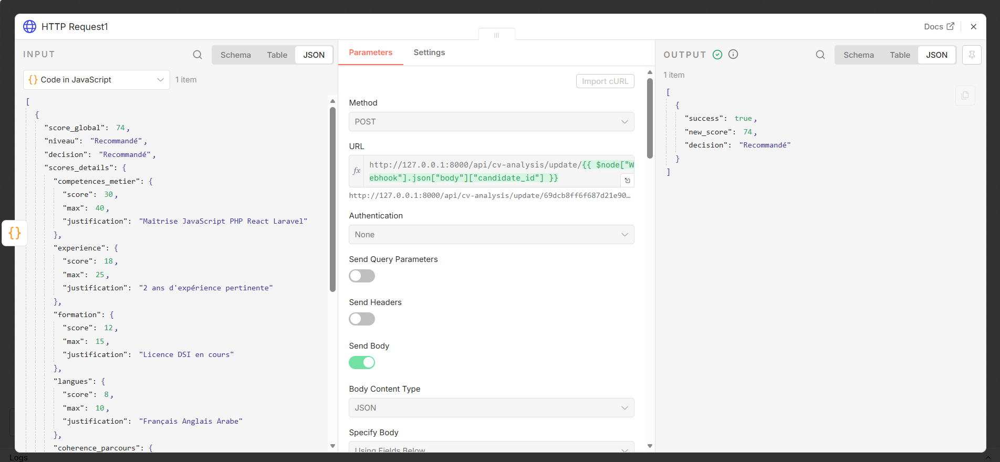 HTTP Request1
Docs
INPUT
Schema
Table
JSON
{} Code in JavaScript
1 item
[
{
"score_global": 74,
"niveau": "Recommandé",
"decision": "Recommandé",
"scores_details": {
"competences_metier": {
"score": 30,
"max": 40,
"justification": "Maîtrise JavaScript PHP React Laravel"
},
"experience": {
"score": 18,
"max": 25,
"justification": "2 ans d'expérience pertinente"
},
"formation": {
"score": 12,
"max": 15,
"justification": "Licence DSI en cours"
},
"langues": {
"score": 8,
"max": 10,
"justification": "Français Anglais Arabe"
},
"coherence_parcours": {
{}
Parameters
Settings
Import cURL
Method
POST
URL
fx
http://127.0.0.1:8000/api/cv-analysis/update/{{ $node["W
ebhook"].json["body"]["candidate_id"] }}
http://127.0.0.1:8000/api/cv-analysis/update/69dcb8ff6f687d21e90…
Authentication
None
Send Query Parameters
Send Headers
Send Body
Body Content Type
JSON
Specify Body
Using Fields Below
OUTPUT
Schema
Table
JSON
1 item
[
{
"success": true,
"new_score": 74,
"decision": "Recommandé"
}
]
Logs